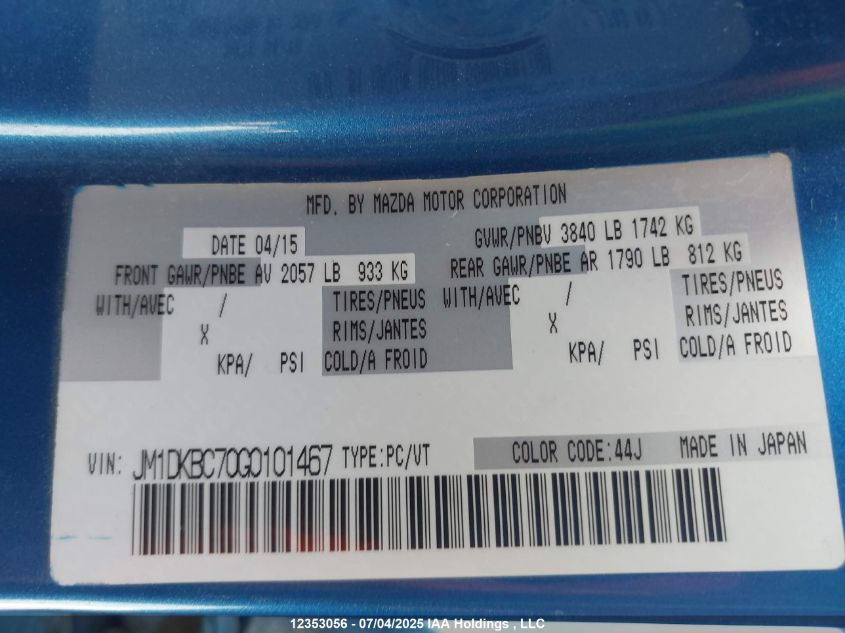 MFD. BY MAZDA MOTOR CORPORATION
DATE 04/15 GVWR/PNBV 3840 LB 1742 KG
FRONT GAWR/PNBE AV 2057 LB 933 KG REAR GAWR/PNBE AR 1790 LB 812 KG
WITH/AVEC / TIRES/PNEUS WITH/AVEC / TIRES/PNEUS
X RIMS/JANTES X RIMS/JANTES
KPA/ PSI COLD/A FROID KPA/ PSI COLD/A FROID
VIN: JM1DKBC70G0101467 TYPE:PC/VT COLOR CODE:44J MADE IN JAPAN
12353056 - 07/04/2025 IAA Holdings , LLC